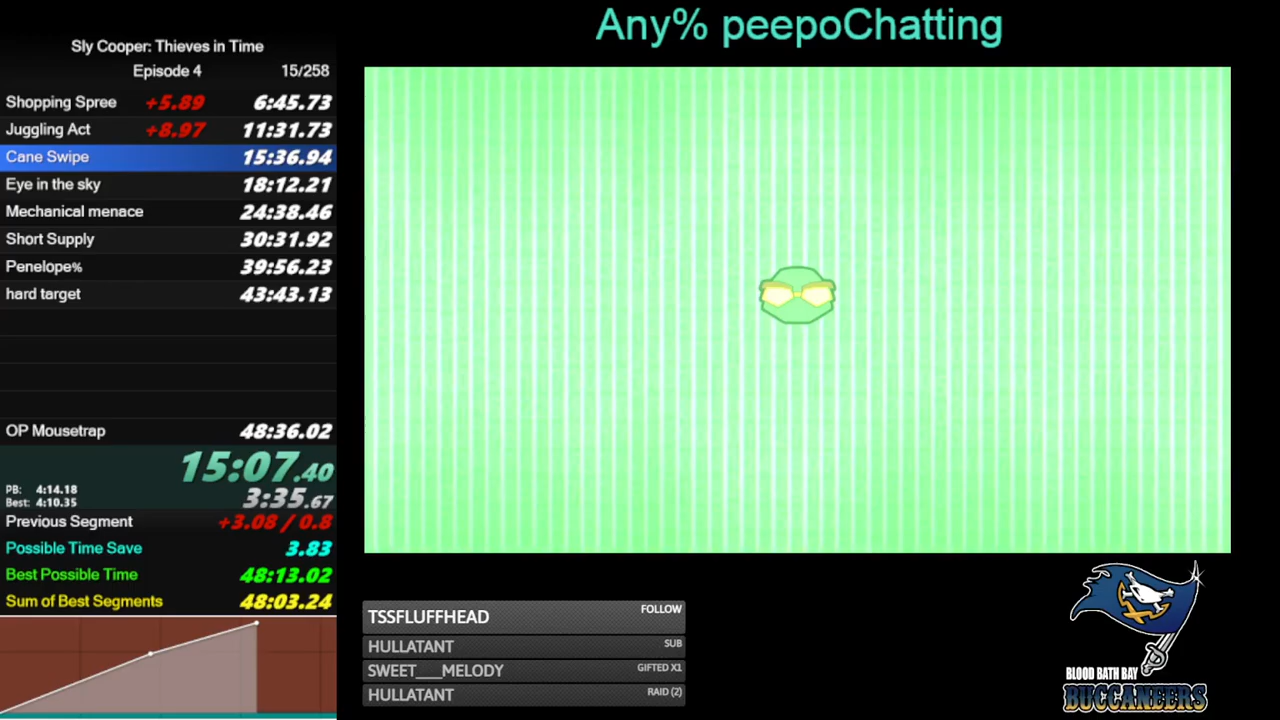 Any% peepoChatting
Sly Cooper: Thieves in Time
Episode 4 15/258
Shopping Spree +5.89 6:45.73
Juggling Act +8.97 11:31.73
Cane Swipe 15:36.94
Eye in the sky 18:12.21
Mechanical menace 24:38.46
Short Supply 30:31.92
Penelope% 39:56.23
hard target 43:43.13
OP Mousetrap 48:36.02
15:07.40
PB: 4:14.18
Best: 4:10.35 3:35.67
Previous Segment +3.08 / 0.8
Possible Time Save 3.83
Best Possible Time 48:13.02
Sum of Best Segments 48:03.24
TSSFLUFFHEAD FOLLOW
HULLATANT SUB
SWEET___MELODY GIFTED X1
HULLATANT RAID (2)
BLOOD BATH BAY
BUCCANEERS